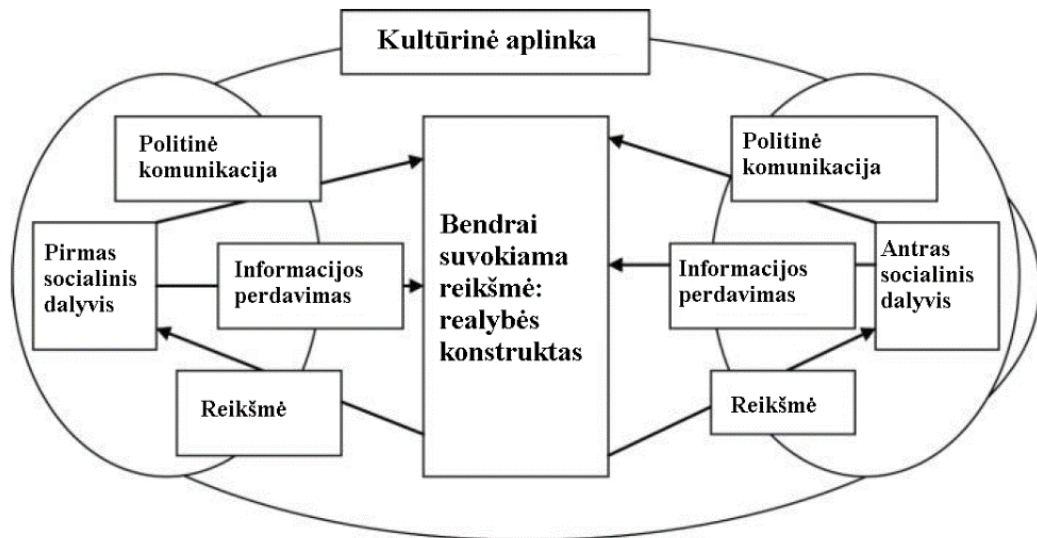 Kultūrinė aplinka
Politinė
komunikacija
Pirmas
socialinis
dalyvis
Informacijos
perdavimas
Reikšmė
Bendrai
suvokiama
reikšmė:
realybės
konstruktas
Politinė
komunikacija
Informacijos
perdavimas
Antras
socialinis
dalyvis
Reikšmė